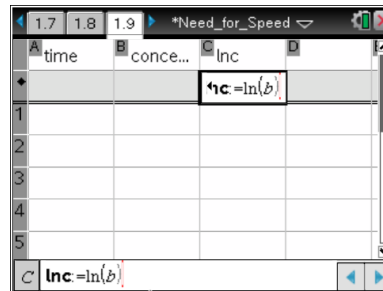 1.7 1.8 1.9 *Need_for_Speed
A time B conce... C lnc D E
◆ lnc:=ln(b)
1
2
3
4
5
C lnc:=ln(b)